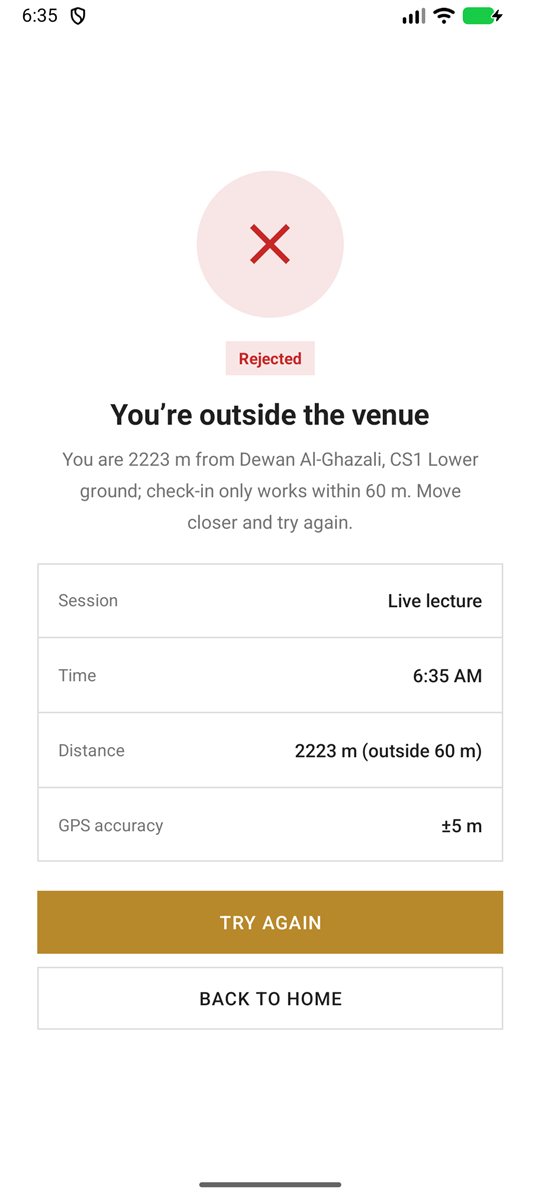 6:35
Rejected
You’re outside the venue
You are 2223 m from Dewan Al-Ghazali, CS1 Lower
ground; check-in only works within 60 m. Move
closer and try again.
Session
Live lecture
Time
6:35 AM
Distance
2223 m (outside 60 m)
GPS accuracy
±5 m
TRY AGAIN
BACK TO HOME